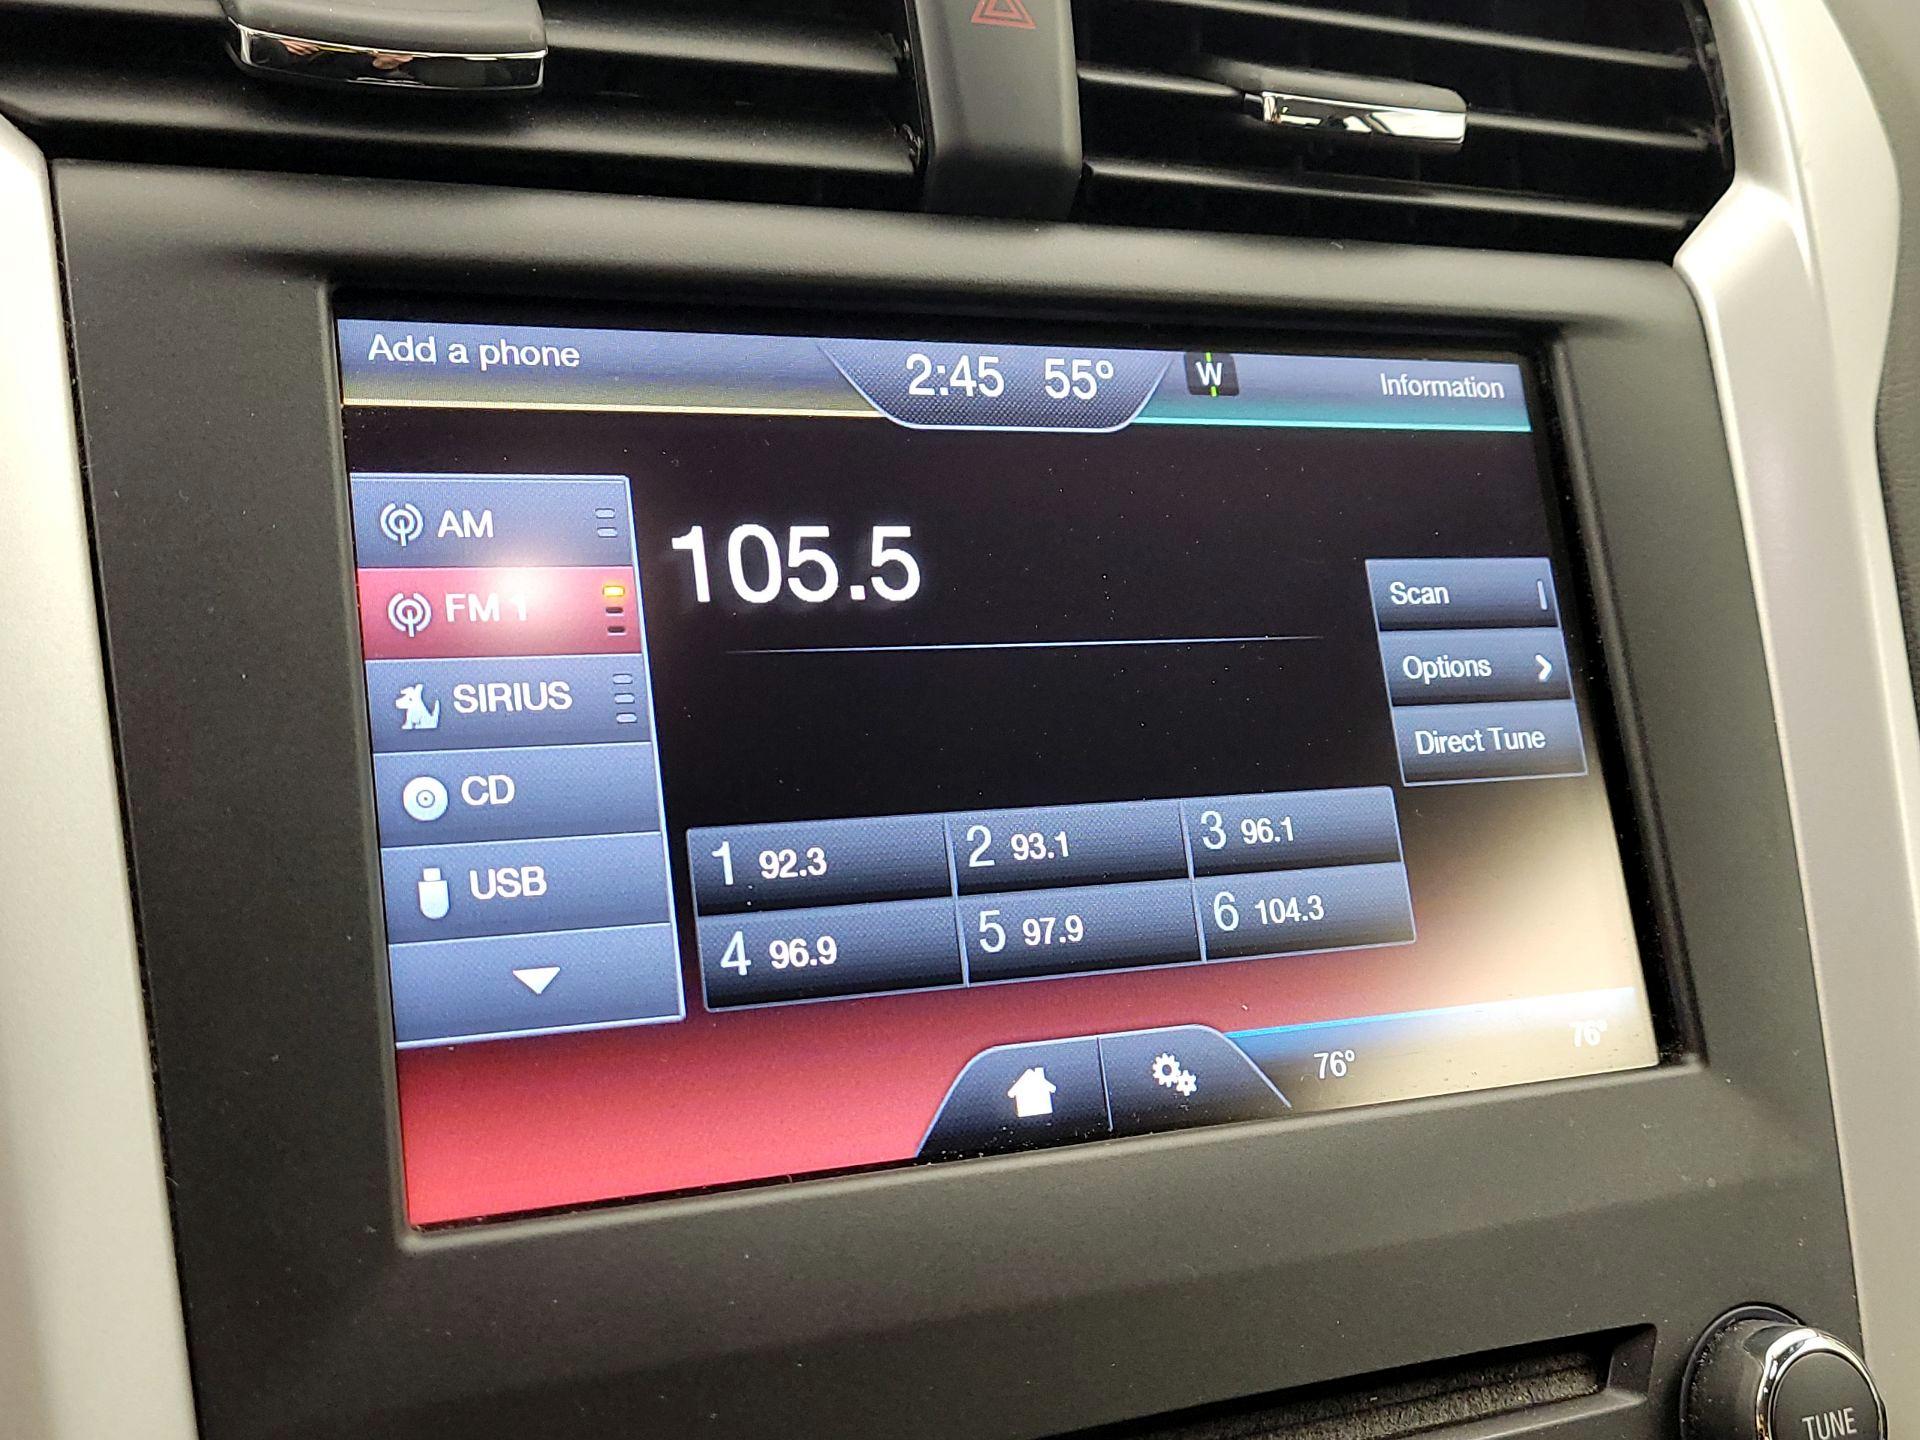 Add a phone
2:45 55°
W
Information
AM
FM 1
SIRIUS
CD
USB
105.5
Scan
Options
Direct Tune
1 92.3
2 93.1
3 96.1
4 96.9
5 97.9
6 104.3
76°
76°
TUNE